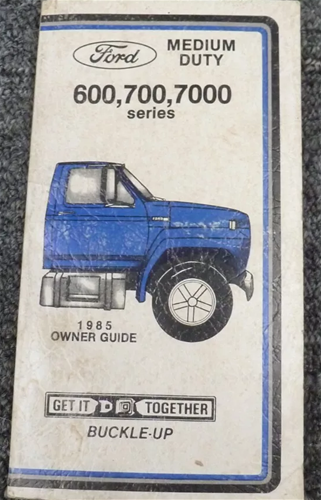 Ford
MEDIUM
DUTY
600,700,7000
series
1985
OWNER GUIDE
GET IT TOGETHER
BUCKLE-UP